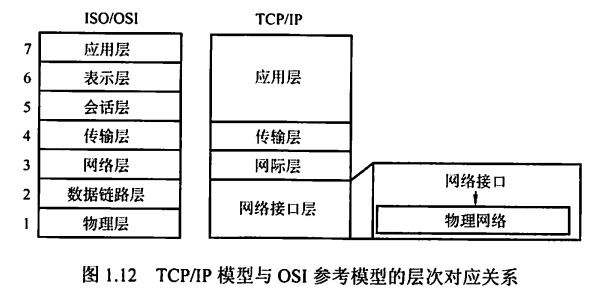 ISO/OSI TCP/IP
7 应用层
6 表示层 应用层
5 会话层
4 传输层 传输层
3 网络层 网际层
网络接口
2 数据链路层
网络接口层 物理网络
1 物理层
图 1.12 TCP/IP 模型与 OSI 参考模型的层次对应关系